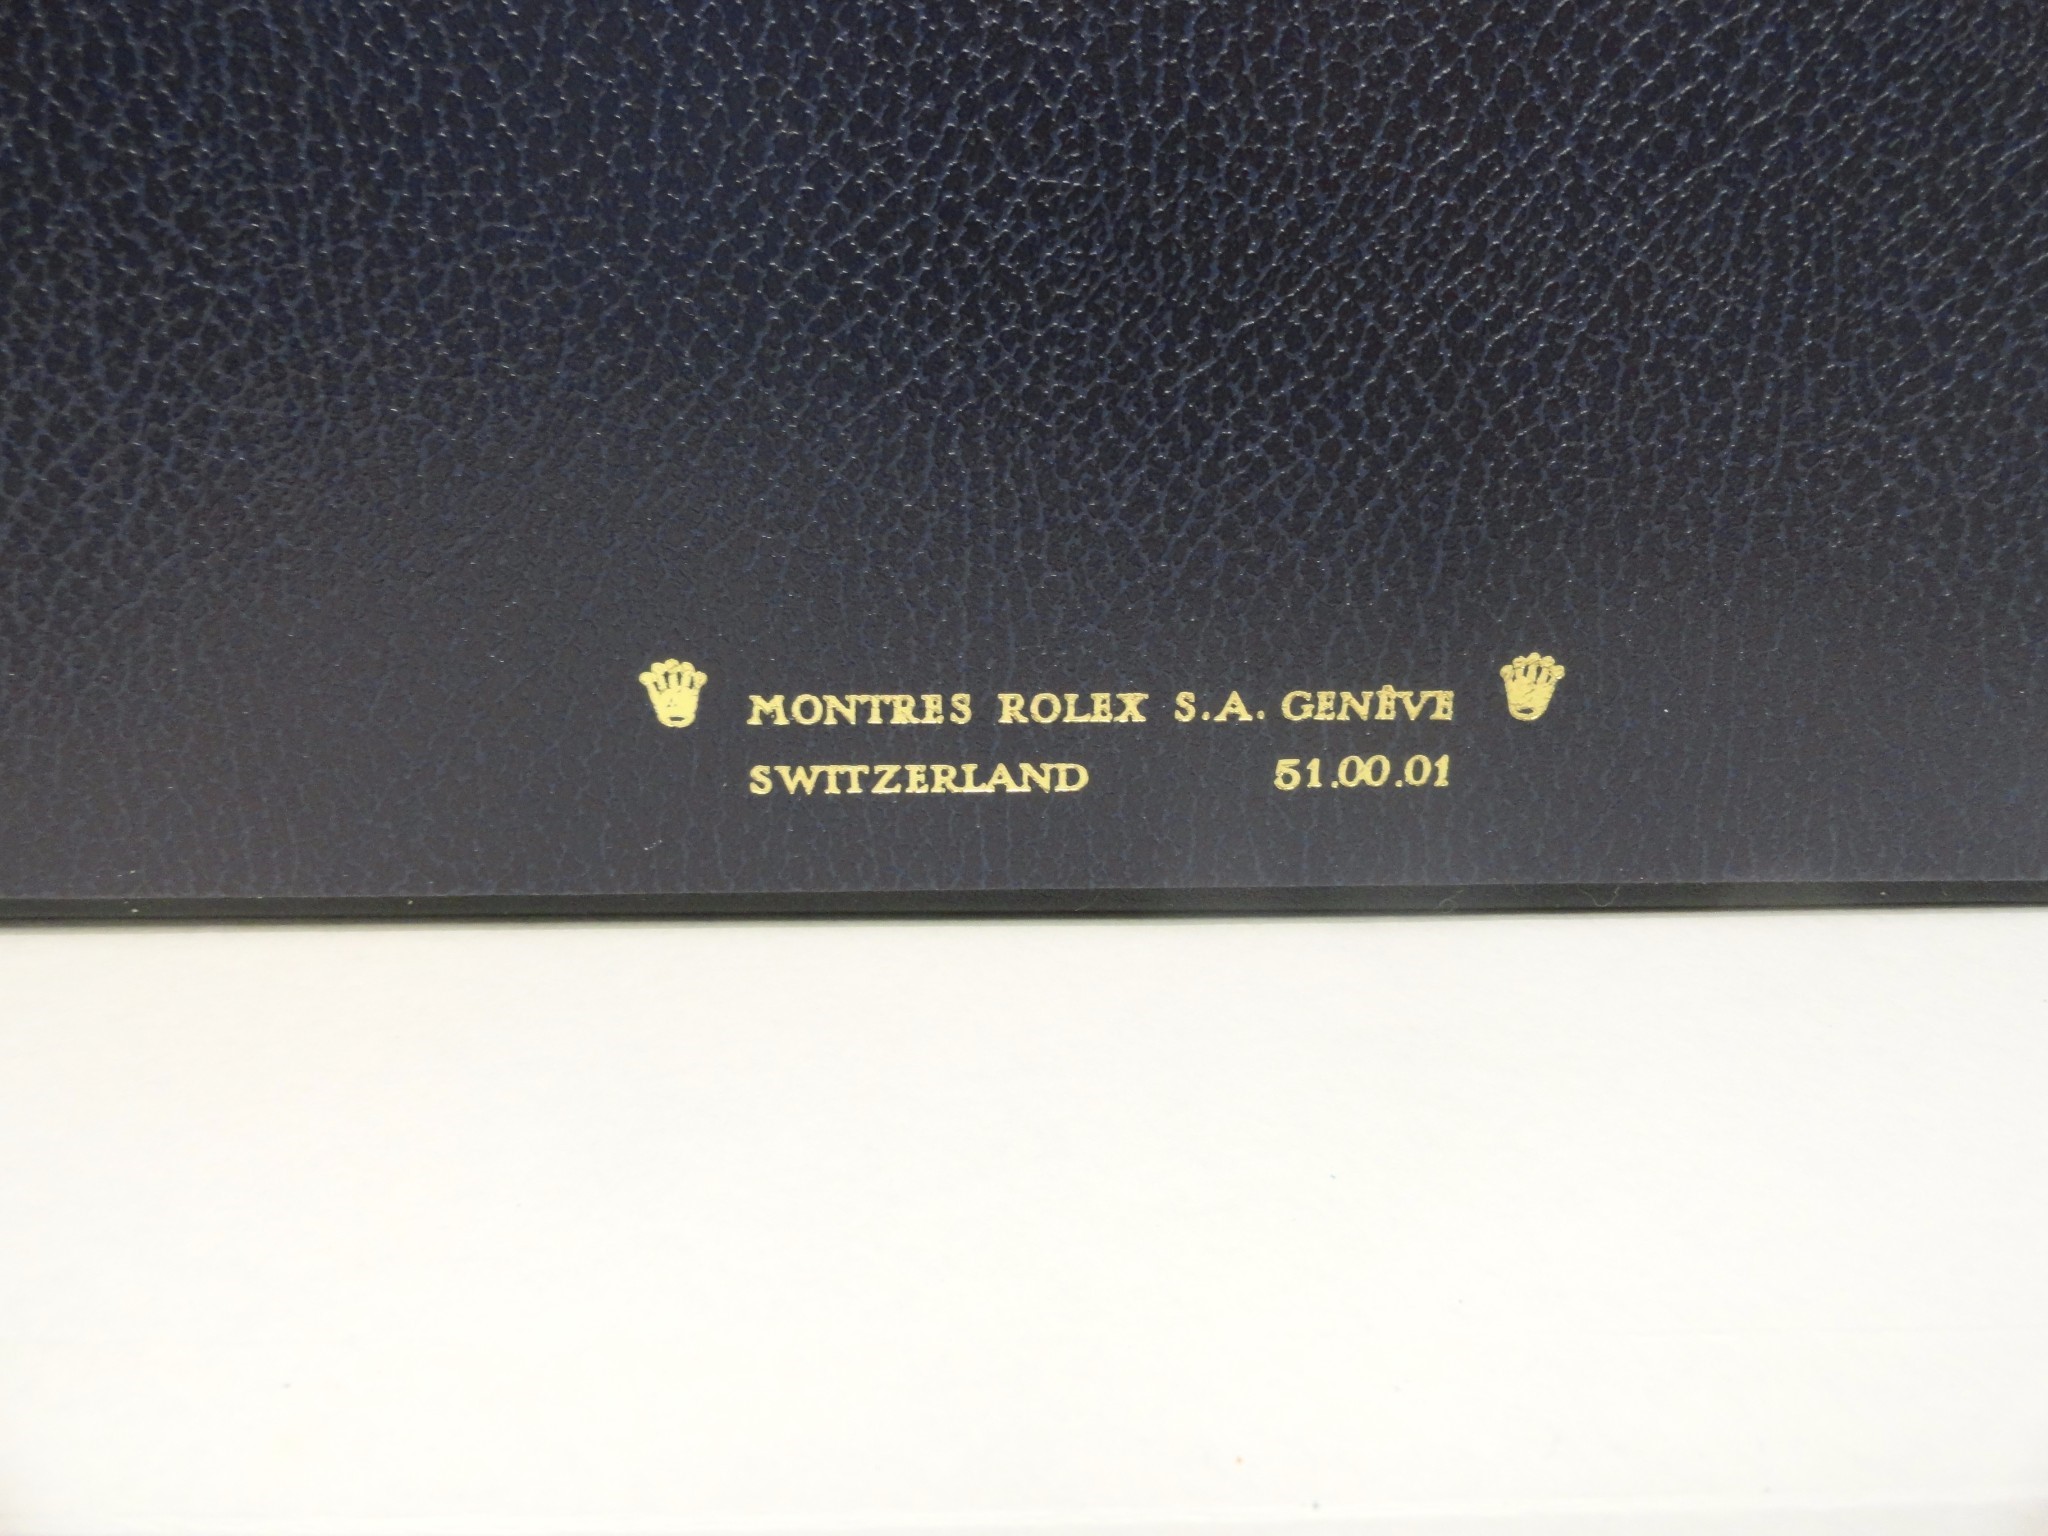 MONTRES ROLEX S.A. GENÈVE
SWITZERLAND 51.00.01